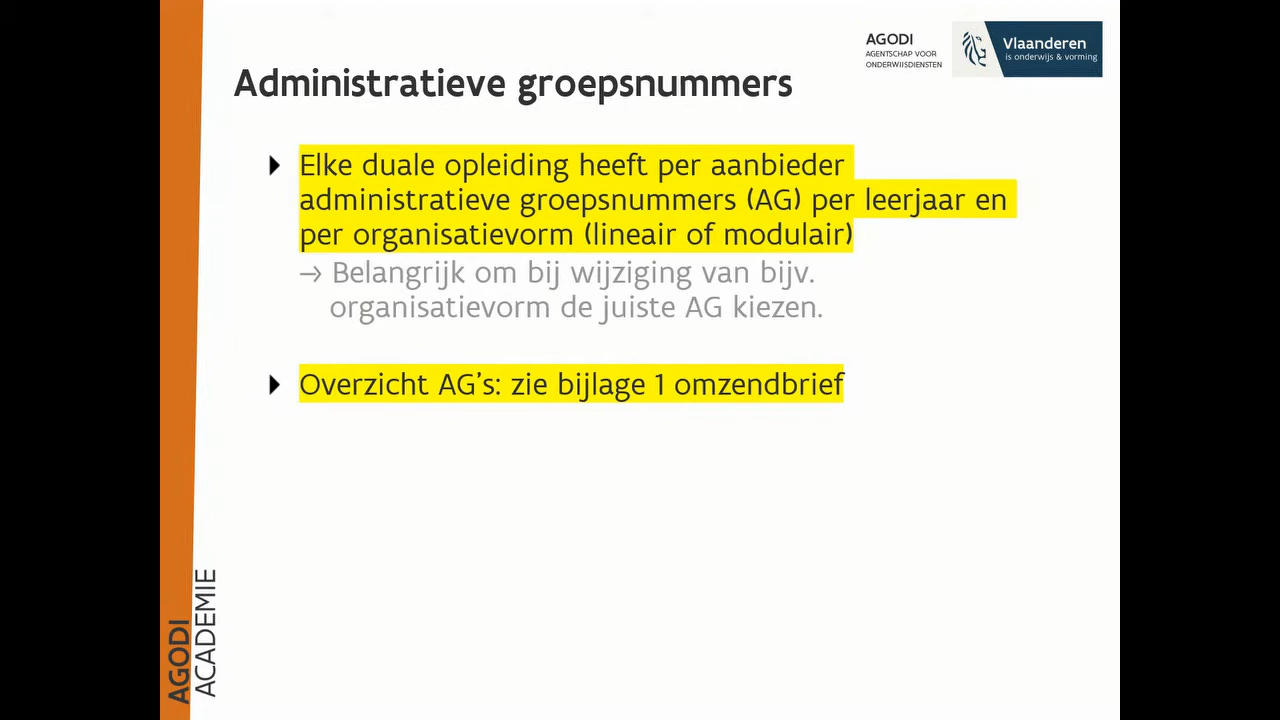 AGODI
AGENTSCHAP VOOR
ONDERWIJSDIENSTEN
Vlaanderen
is onderwijs & vorming
Administratieve groepsnummers
Elke duale opleiding heeft per aanbieder
administratieve groepsnummers (AG) per leerjaar en
per organisatievorm (lineair of modulair)
→ Belangrijk om bij wijziging van bijv.
organisatievorm de juiste AG kiezen.
Overzicht AG's: zie bijlage 1 omzendbrief
AGODI
ACADEMIE